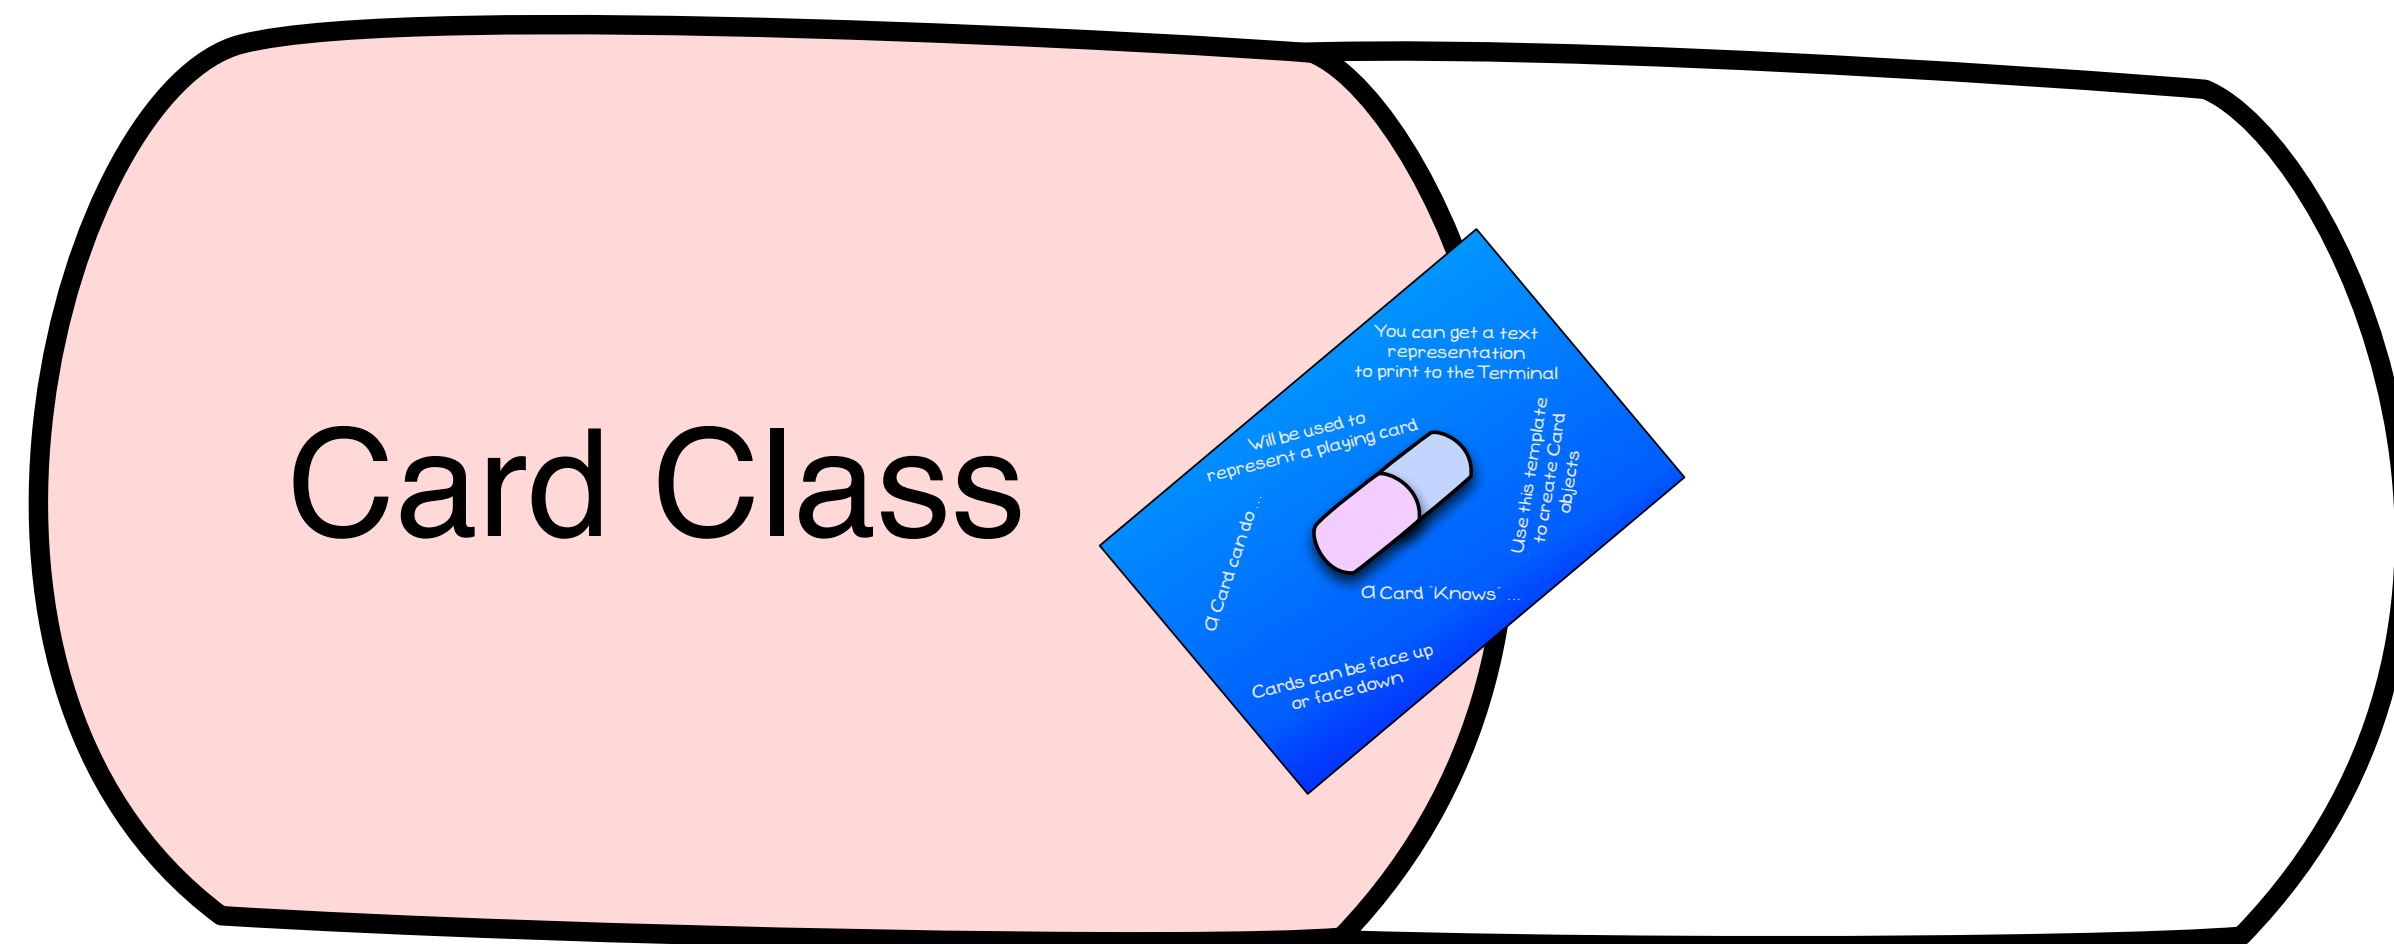 Card Class
You can get a text
representation
to print to the Terminal
Will be used to
represent a playing card
Use this template
to create Card
objects
a Card can do ...
a Card "Knows" ...
Cards can be face up
or face down